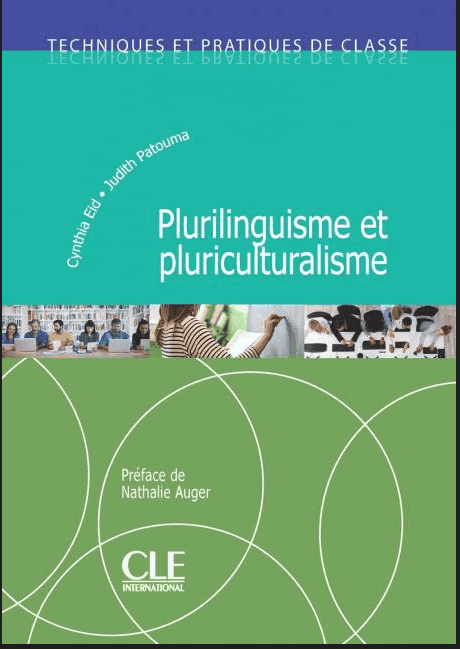 TECHNIQUES ET PRATIQUES DE CLASSE
Cynthia Eid • Judith Patouma
Plurilinguisme et
pluriculturalisme
Préface de
Nathalie Auger
CLE
INTERNATIONAL